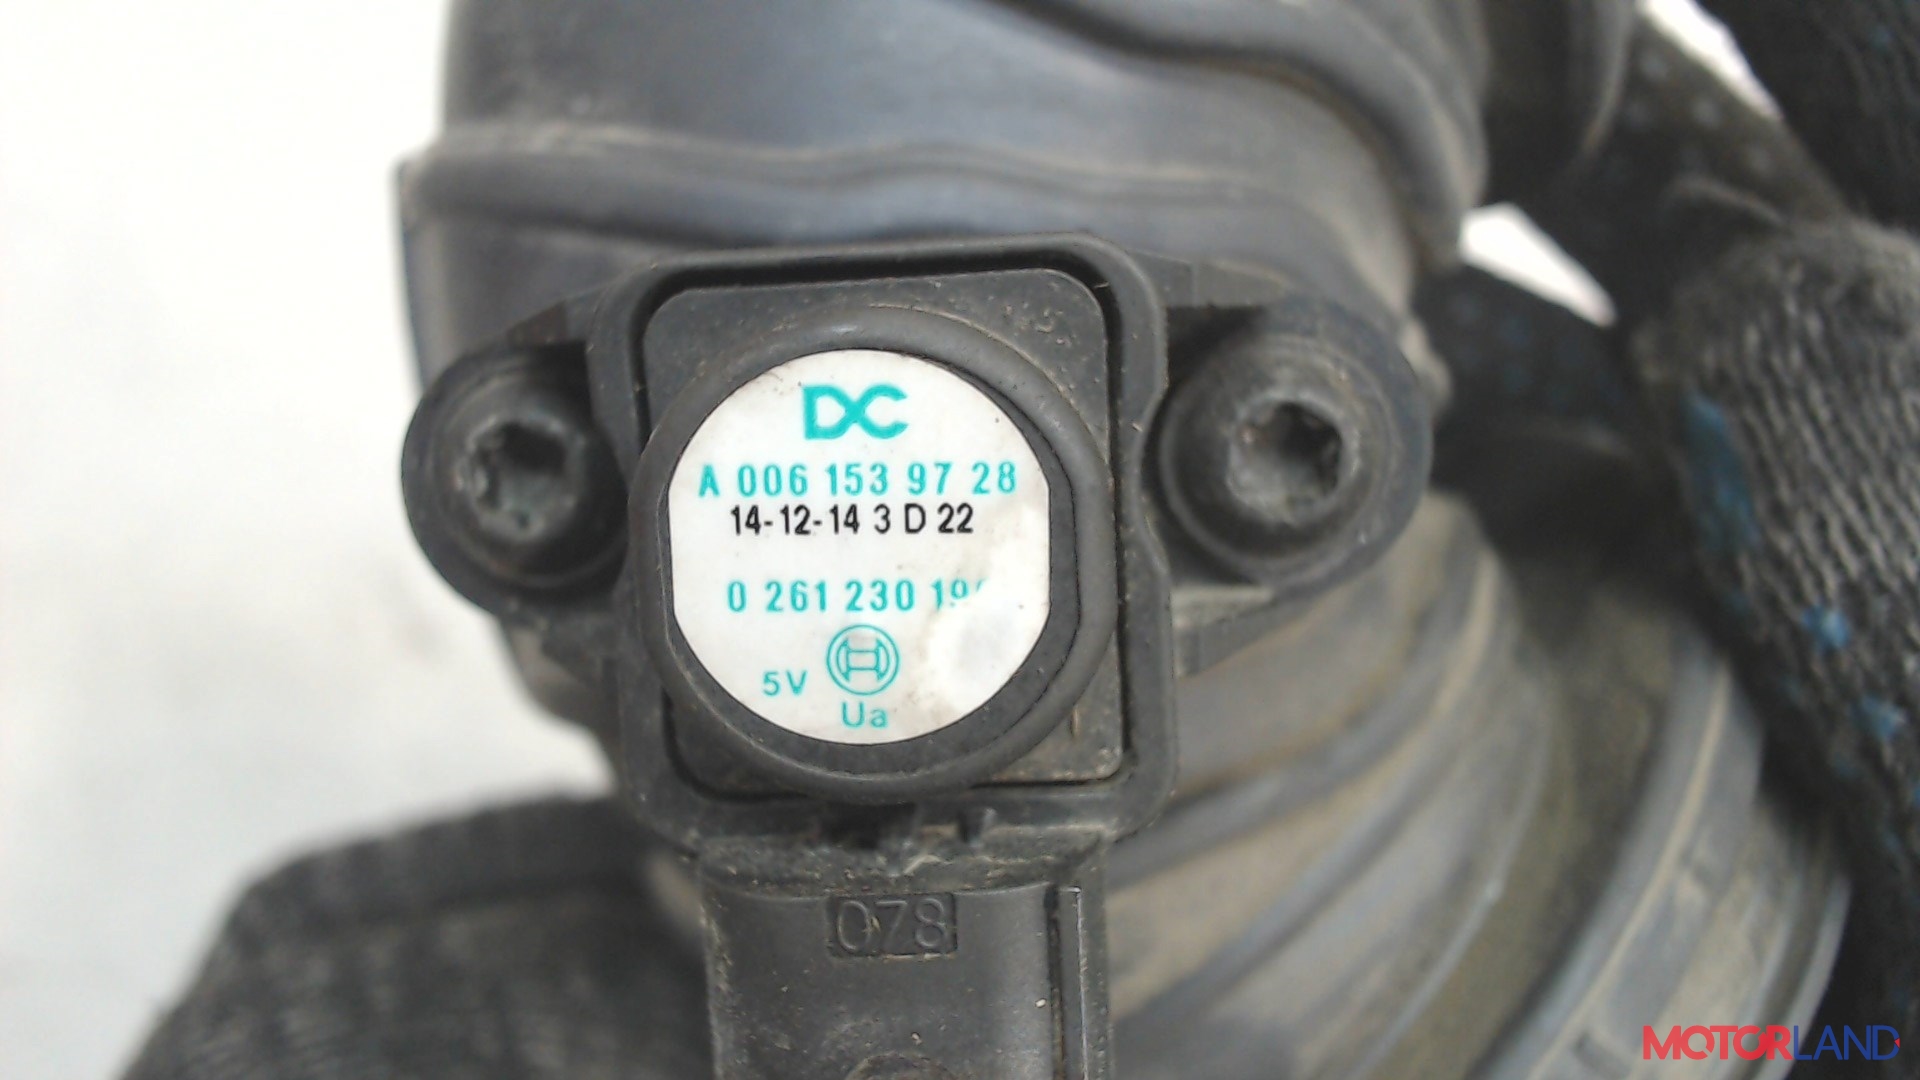 DC
A 006 153 97 28
14-12-14 3 D 22
0 261 230
5V
Ua
078
MOTORLAND